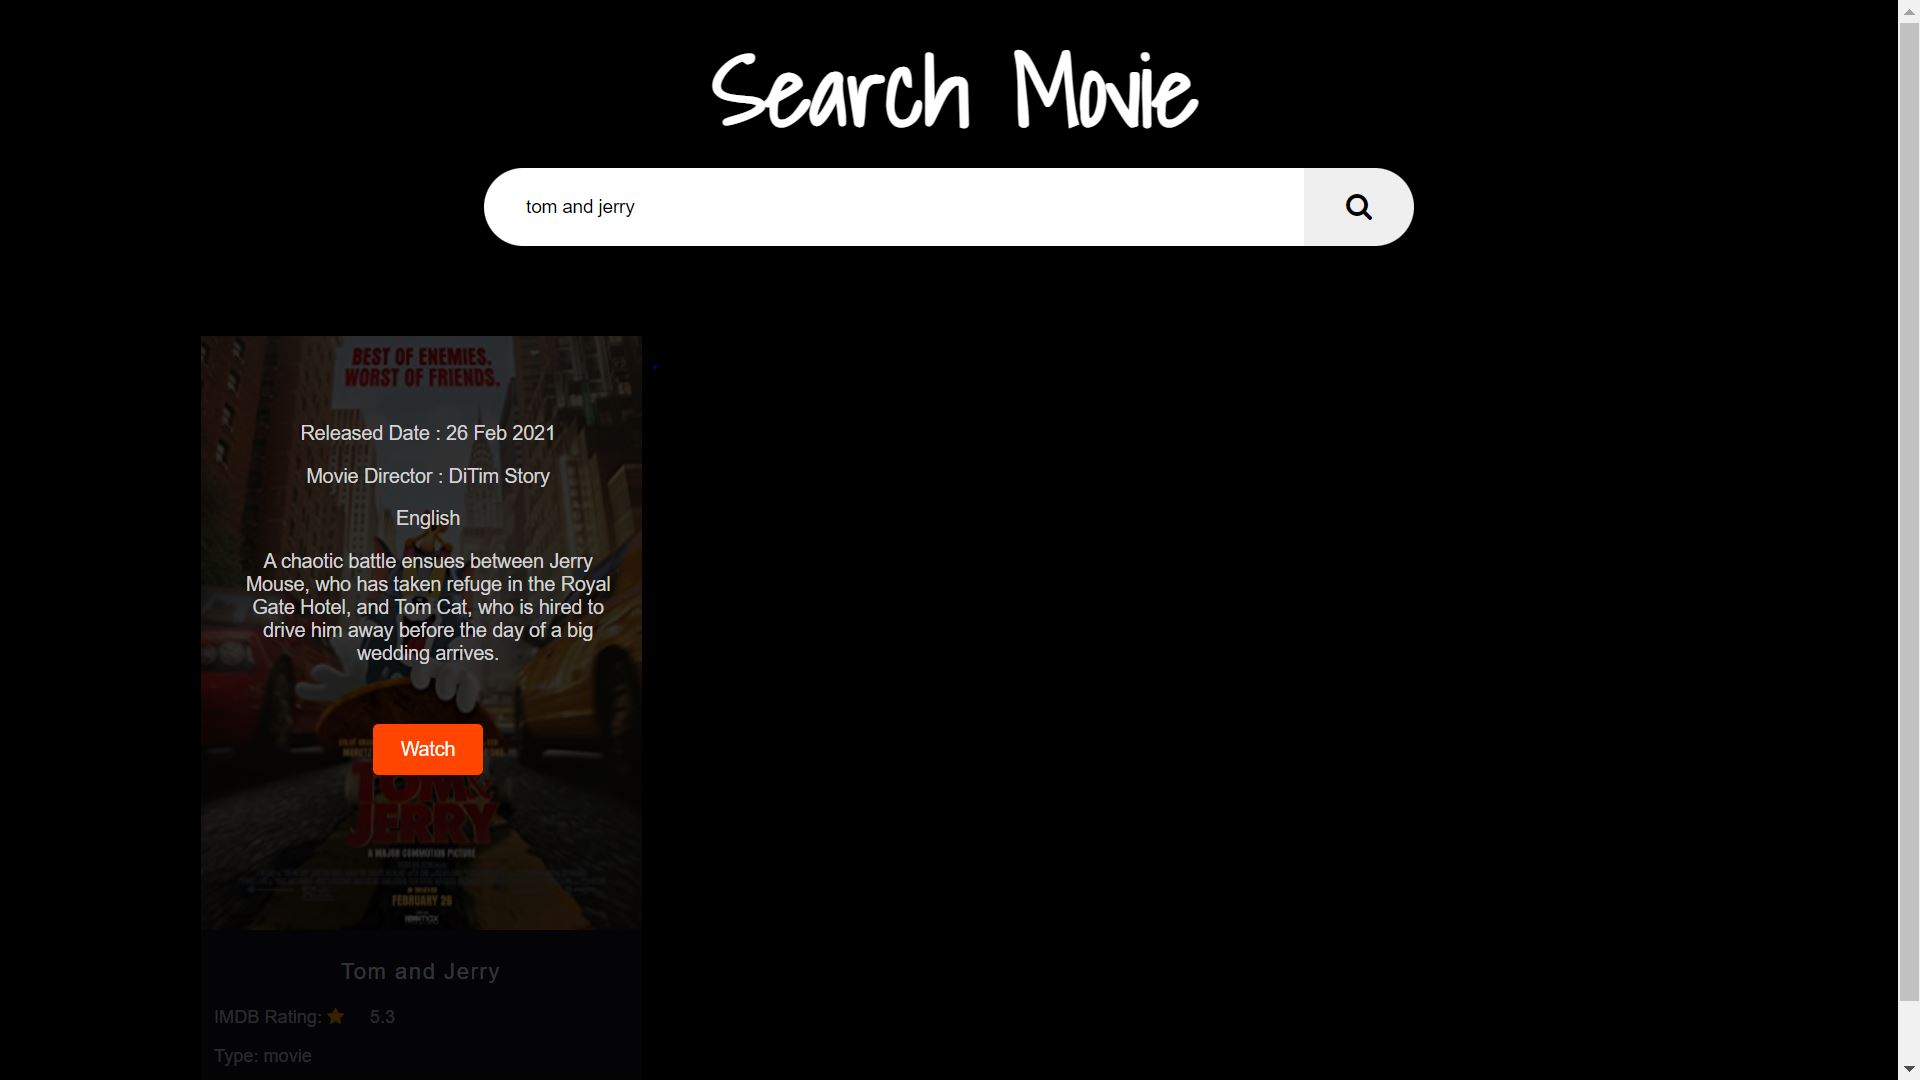 Search Movie
tom and jerry
BEST OF ENEMIES.
WORST OF FRIENDS.
Released Date : 26 Feb 2021
Movie Director : DiTim Story
English
A chaotic battle ensues between Jerry
Mouse, who has taken refuge in the Royal
Gate Hotel, and Tom Cat, who is hired to
drive him away before the day of a big
wedding arrives.
Watch
TOM &
JERRY
A MAJOR COMMOTION PICTURE
FEBRUARY 26
Tom and Jerry
IMDB Rating: 5.3
Type: movie